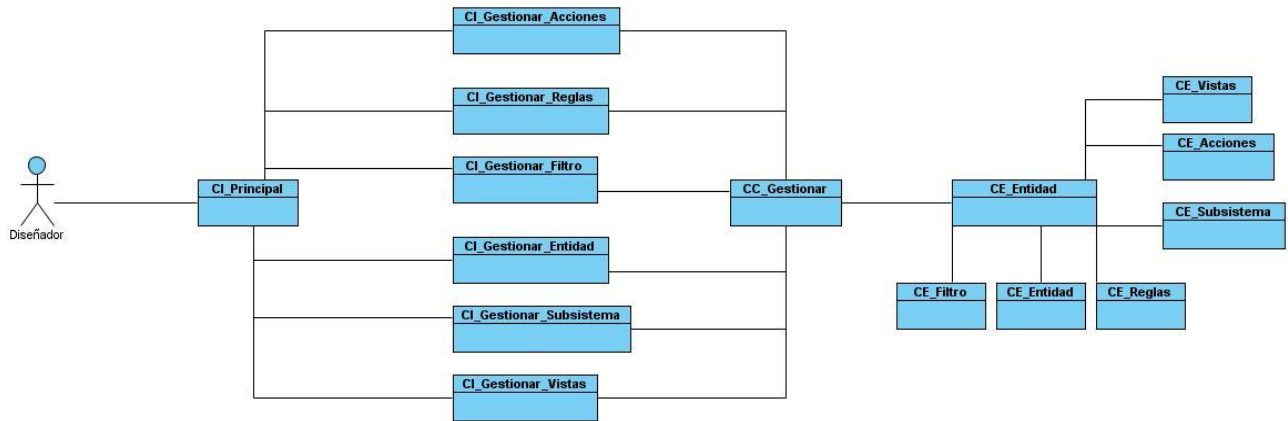 CI_Gestionar_Acciones
CI_Gestionar_Reglas
CI_Gestionar_Filtro
CI_Principal
Diseñador
CI_Gestionar_Entidad
CI_Gestionar_Subsistema
CI_Gestionar_Vistas
CC_Gestionar
CE_Entidad
CE_Vistas
CE_Acciones
CE_Subsistema
CE_Filtro
CE_Entidad
CE_Reglas